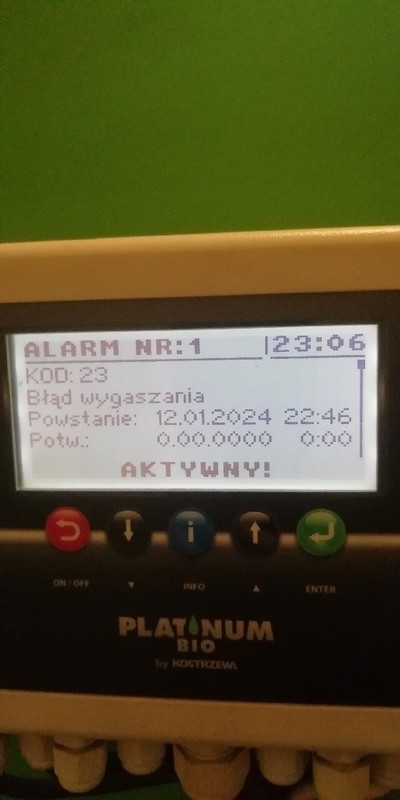 ALARM NR:1 23:06
KOD: 23
Błąd wygaszania
Powstanie: 12.01.2024 22:46
Potw.: 0.00.0000 0:00
AKTYWNY!
i
ON / OFF ▼ INFO ▲ ENTER
PLATINUM
BIO
by KOSTRZEWA